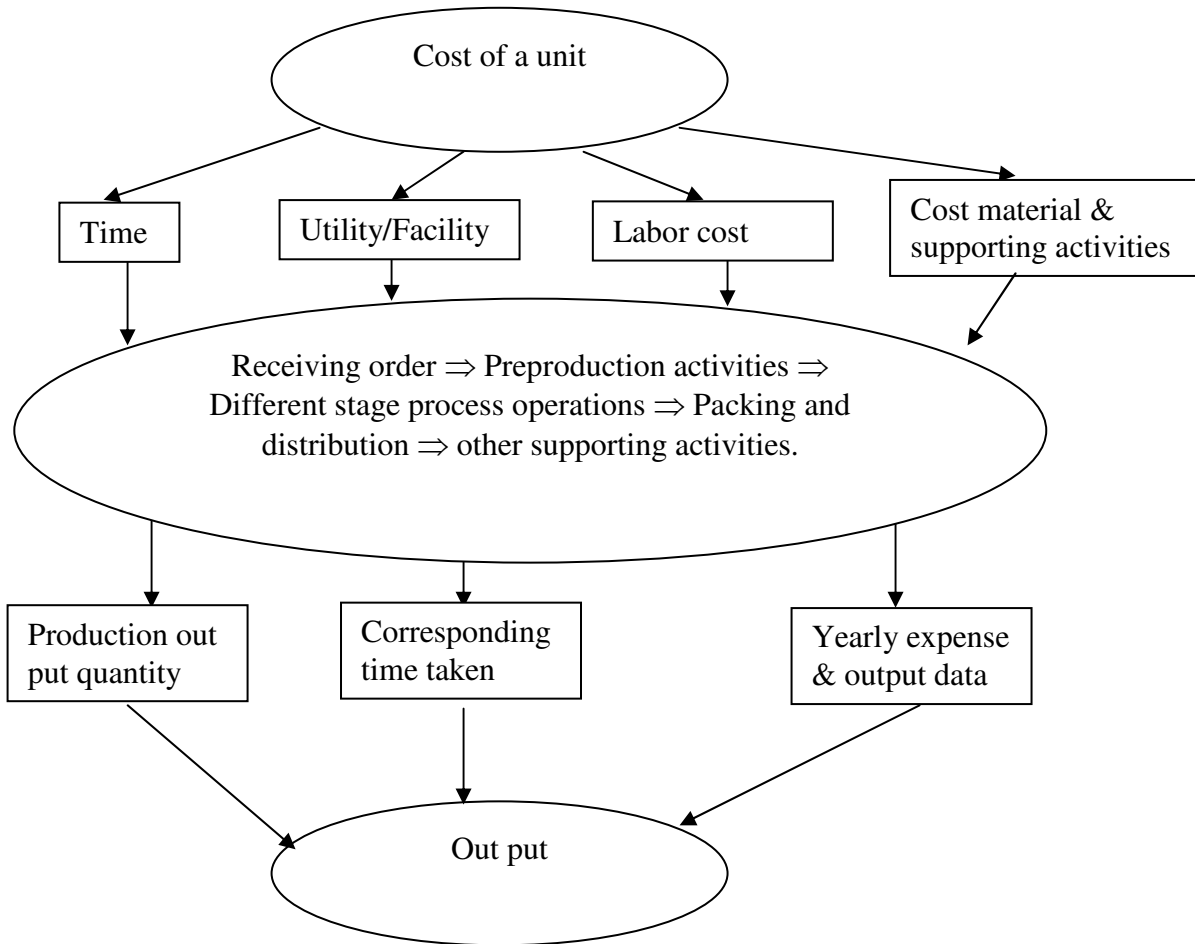 Cost of a unit
Time
Utility/Facility
Labor cost
Cost material &
supporting activities
Receiving order ⇒ Preproduction activities ⇒
Different stage process operations ⇒ Packing and
distribution ⇒ other supporting activities.
Production out
put quantity
Corresponding
time taken
Yearly expense
& output data
Out put